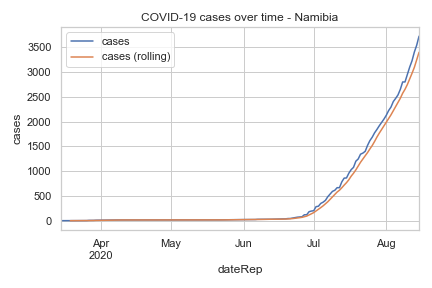 COVID-19 cases over time - Namibia
cases
cases (rolling)
3500
3000
2500
2000
1500
1000
500
0
cases
Apr
2020
May
Jun
Jul
Aug
dateRep